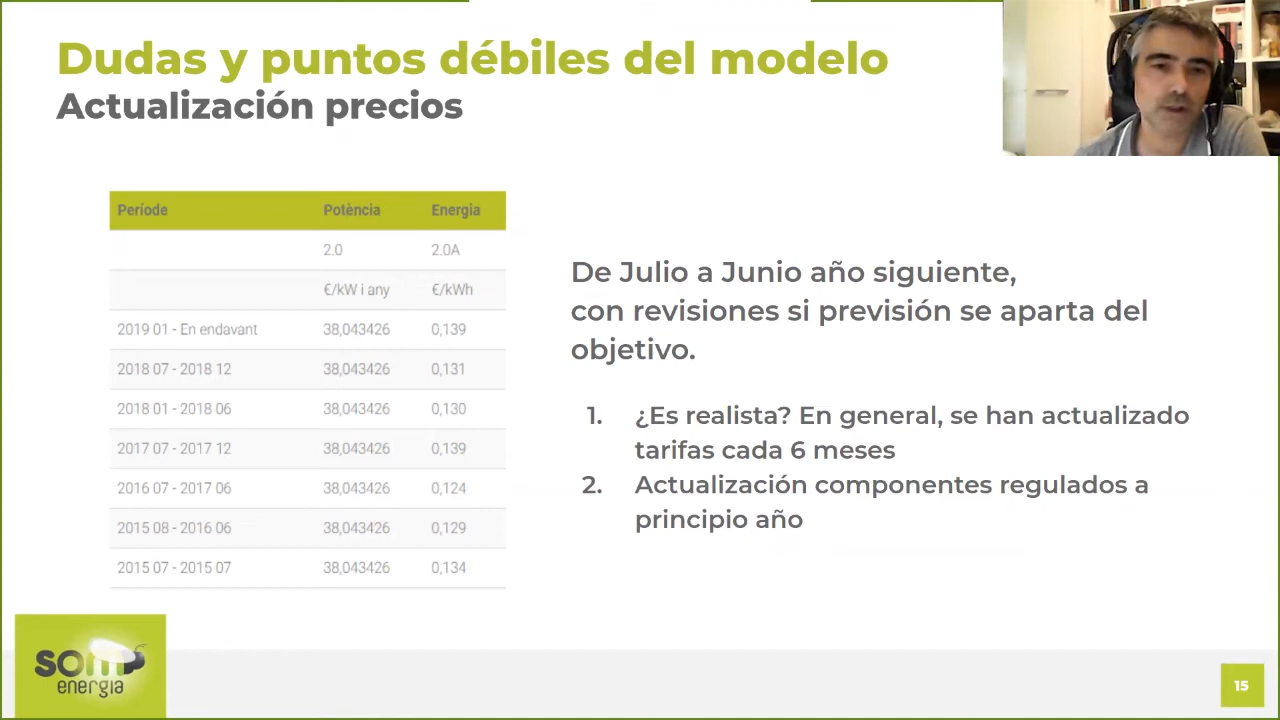 Dudas y puntos débiles del modelo
Actualización precios
Període Potència Energia
2.0 2.0A
€/kW i any €/kWh
2019 01 - En endavant 38,043426 0,139
2018 07 - 2018 12 38,043426 0,131
2018 01 - 2018 06 38,043426 0,130
2017 07 - 2017 12 38,043426 0,139
2016 07 - 2017 06 38,043426 0,124
2015 08 - 2016 06 38,043426 0,129
2015 07 - 2015 07 38,043426 0,134
De Julio a Junio año siguiente,
con revisiones si previsión se aparta del
objetivo.
1. ¿Es realista? En general, se han actualizado
tarifas cada 6 meses
2. Actualización componentes regulados a
principio año
som
energia
15